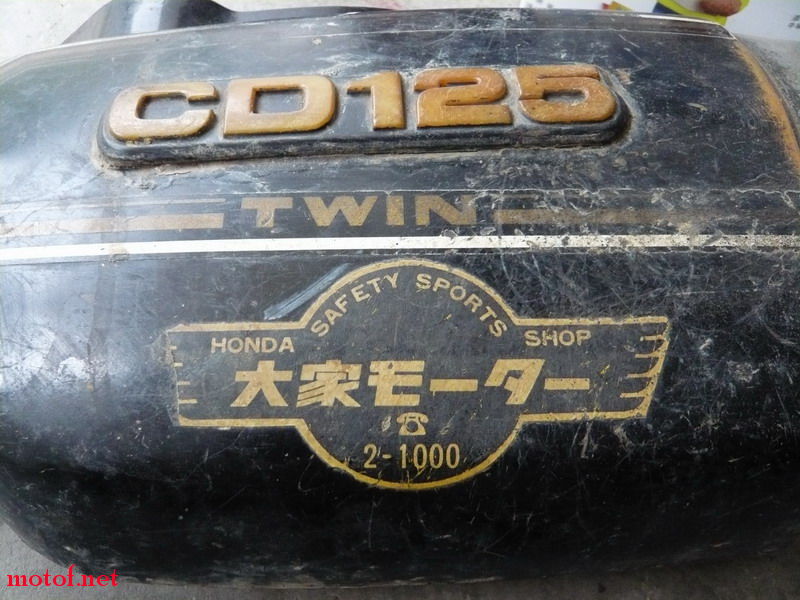 CD125
TWIN
SAFETY SPORTS
HONDA SHOP
大家モーター
☎
2-1000
motof.net